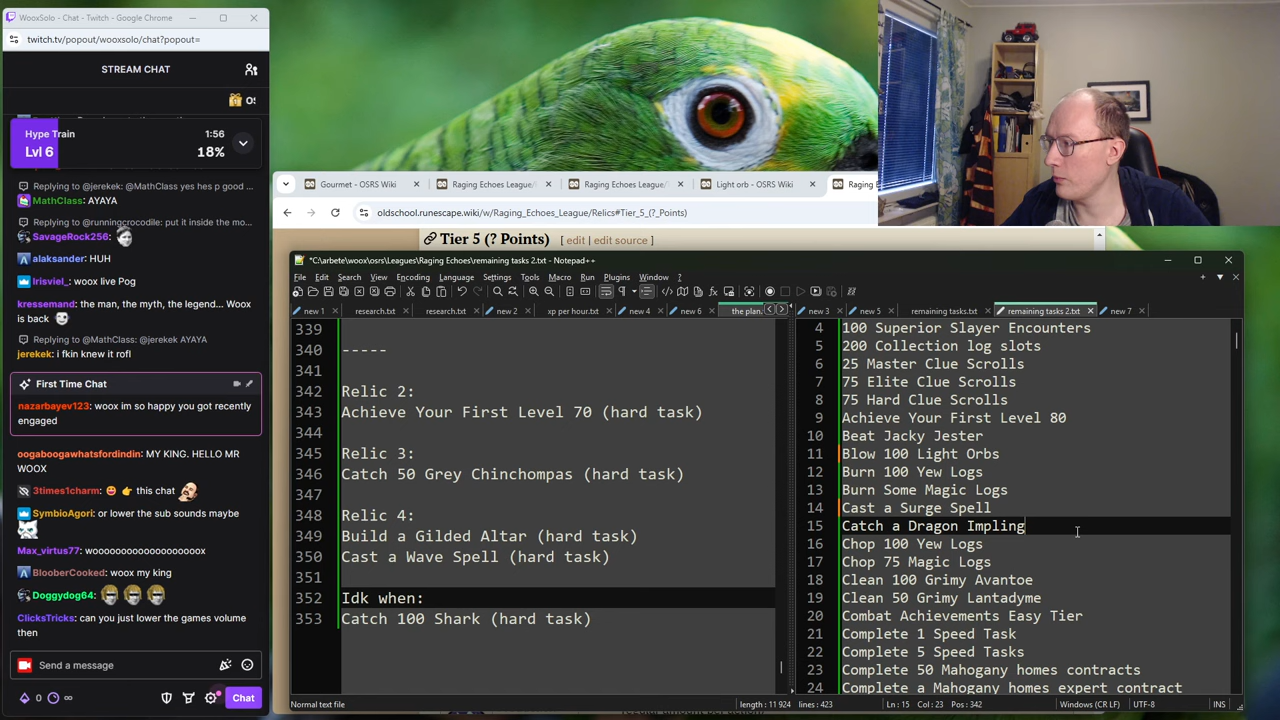 WooxSolo - Chat - Twitch - Google Chrome
twitch.tv/popout/wooxsolo/chat?popout=
STREAM CHAT
Hype Train
Lvl 6
1:56
18%
Replying to @jerekek: @MathClass yes hes p good ...
MathClass: AYAYA
Replying to @runningcrocodile: put it inside the mo...
SavageRock256:
alaksander: HUH
Irisviel_: woox live Pog
kressemand: the man, the myth, the legend... Woox
is back
Replying to @MathClass: @jerekek AYAYA
jerekek: i fkin knew it rofl
First Time Chat
nazarbayev123: woox im so happy you got recently
engaged
oogaboogawhatsfordindin: MY KING. HELLO MR
WOOX
3times1charm: 😃 👉 this chat
SymbioAgori: or lower the sub sounds maybe
Max_virtus77: woooooooooooooooooooxx
BlooberCooked: woox my king
Doggydog64:
ClicksTricks: can you just lower the games volume
then
Send a message
0 ∞
Chat
Gourmet - OSRS Wiki
Raging Echoes League/
Raging Echoes League/
Light orb - OSRS Wiki
Raging
oldschool.runescape.wiki/w/Raging_Echoes_League/Relics#Tier_5_(?_Points)
Tier 5 (? Points) [ edit | edit source ]
*C:\arbete\woox\osrs\Leagues\Raging Echoes\remaining tasks 2.txt - Notepad++
File Edit Search View Encoding Language Settings Tools Macro Run Plugins Window ?
new 1 research.txt research.txt new 2 xp per hour.txt new 4 new 6 the plan.
339
340 -----
341
342 Relic 2:
343 Achieve Your First Level 70 (hard task)
344
345 Relic 3:
346 Catch 50 Grey Chinchompas (hard task)
347
348 Relic 4:
349 Build a Gilded Altar (hard task)
350 Cast a Wave Spell (hard task)
351
352 Idk when:
353 Catch 100 Shark (hard task)
new 3 new 5 remaining tasks.txt remaining tasks 2.txt new 7
4 100 Superior Slayer Encounters
5 200 Collection log slots
6 25 Master Clue Scrolls
7 75 Elite Clue Scrolls
8 75 Hard Clue Scrolls
9 Achieve Your First Level 80
10 Beat Jacky Jester
11 Blow 100 Light Orbs
12 Burn 100 Yew Logs
13 Burn Some Magic Logs
14 Cast a Surge Spell
15 Catch a Dragon Impling
16 Chop 100 Yew Logs
17 Chop 75 Magic Logs
18 Clean 100 Grimy Avantoe
19 Clean 50 Grimy Lantadyme
20 Combat Achievements Easy Tier
21 Complete 1 Speed Task
22 Complete 5 Speed Tasks
23 Complete 50 Mahogany homes contracts
24 Complete a Mahogany homes expert contract
Normal text file
length : 11 924 lines : 423
Ln : 15 Col : 23 Pos : 342
Windows (CR LF)
UTF-8
INS